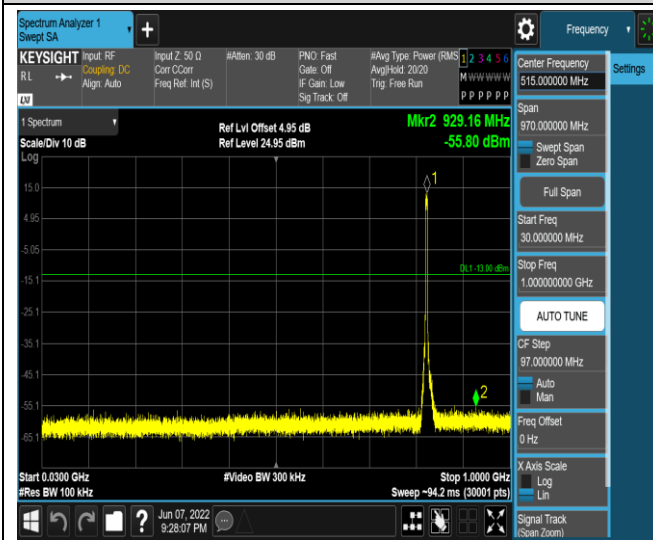 Spectrum Analyzer 1
Swept SA
Frequency
KEYSIGHT
RL
LXI
Input: RF
Coupling: DC
Align: Auto
Input Z: 50 Ω
Corr CCorr
Freq Ref: Int (S)
#Atten: 30 dB
PNO: Fast
Gate: Off
IF Gain: Low
Sig Track: Off
#Avg Type: Power (RMS
Avg|Hold: 20/20
Trig: Free Run
1 2 3 4 5 6
M W W W W W
P P P P P P
Center Frequency
515.000000 MHz
Settings
Span
970.000000 MHz
Swept Span
Zero Span
Full Span
Start Freq
30.000000 MHz
Stop Freq
1.000000000 GHz
AUTO TUNE
CF Step
97.000000 MHz
Auto
Man
Freq Offset
0 Hz
X Axis Scale
Log
Lin
Signal Track
(Span Zoom)
1 Spectrum
Scale/Div 10 dB
Log
Ref Lvl Offset 4.95 dB
Ref Level 24.95 dBm
Mkr2 929.16 MHz
-55.80 dBm
15.0
4.95
-5.05
-15.1
-25.1
-35.1
-45.1
-55.1
-65.1
1
DL1 -13.00 dBm
2
Start 0.0300 GHz
#Res BW 100 kHz
#Video BW 300 kHz
Stop 1.0000 GHz
Sweep ~94.2 ms (30001 pts)
?
Jun 07, 2022
9:28:07 PM